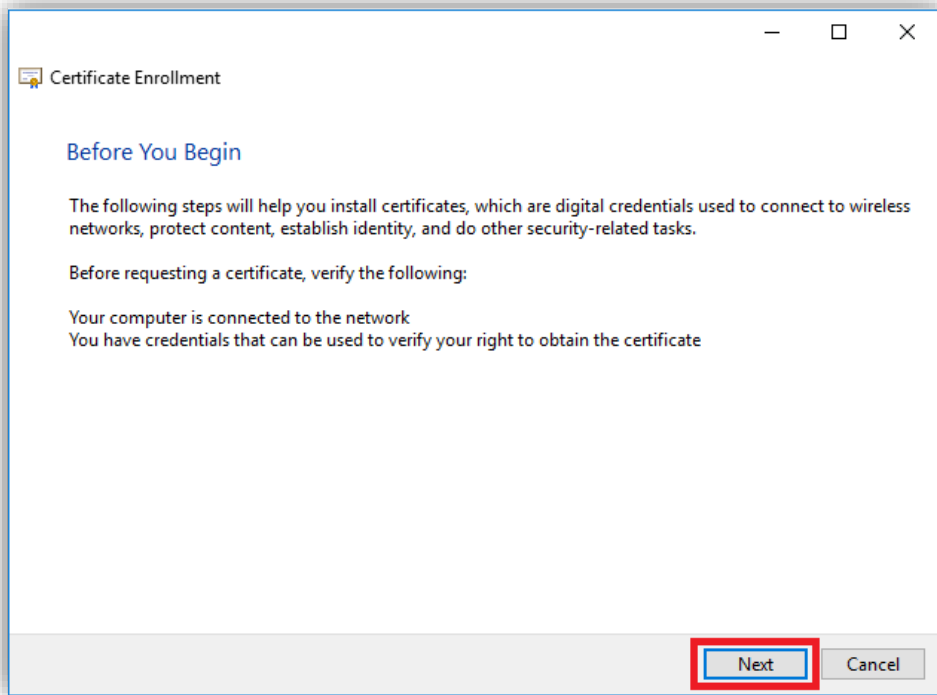 Certificate Enrollment
Before You Begin
The following steps will help you install certificates, which are digital credentials used to connect to wireless
networks, protect content, establish identity, and do other security-related tasks.
Before requesting a certificate, verify the following:
Your computer is connected to the network
You have credentials that can be used to verify your right to obtain the certificate
Next Cancel